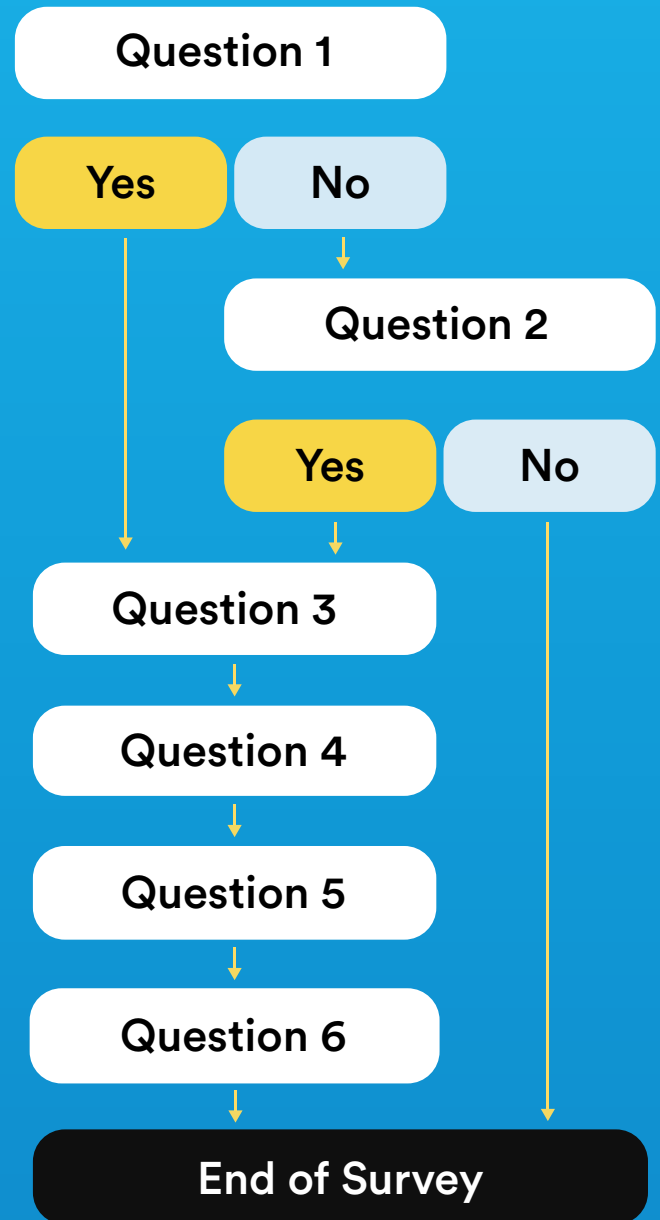 Question 1
Yes No
Question 2
Yes No
Question 3
Question 4
Question 5
Question 6
End of Survey